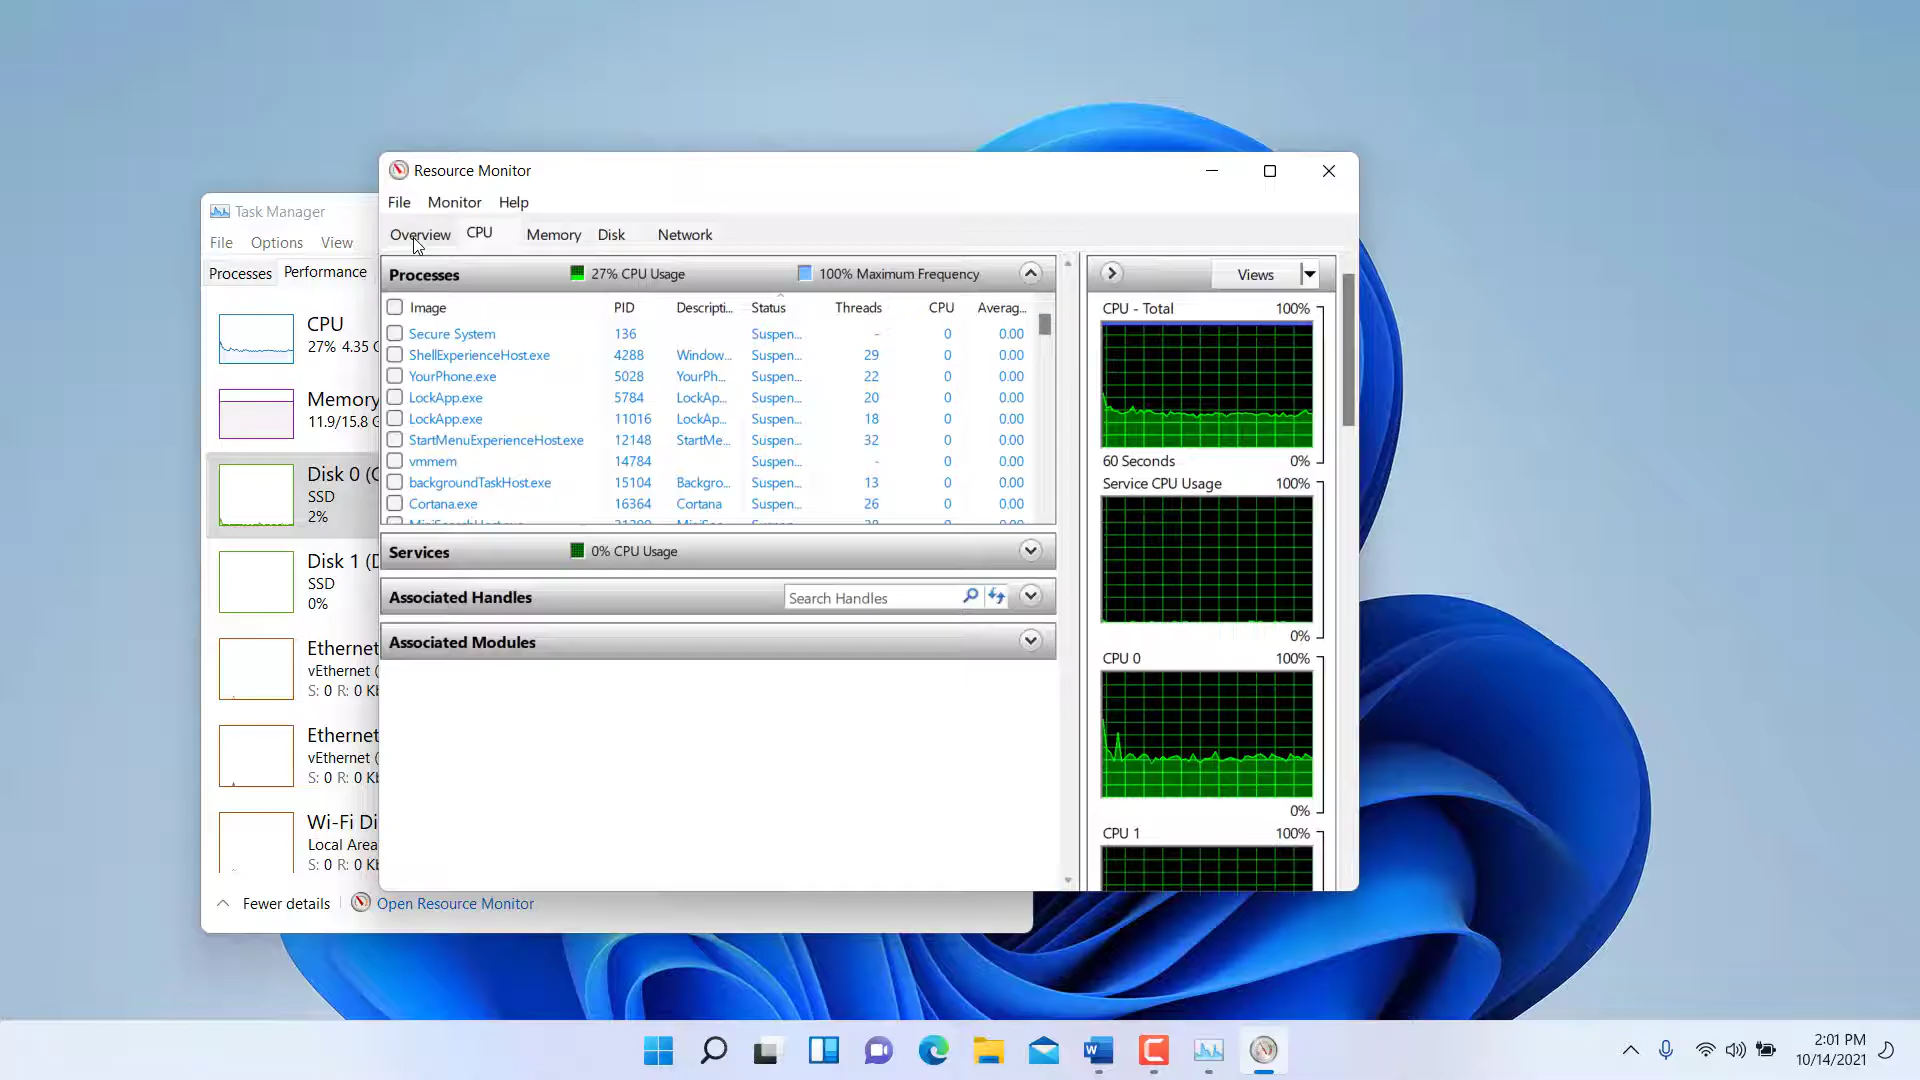 Resource Monitor
File Monitor Help
Overview CPU Memory Disk Network
Processes 27% CPU Usage 100% Maximum Frequency
Image PID Descripti... Status Threads CPU Averag...
Secure System 136 Suspen... - 0 0.00
ShellExperienceHost.exe 4288 Window... Suspen... 29 0 0.00
YourPhone.exe 5028 YourPh... Suspen... 22 0 0.00
LockApp.exe 5784 LockAp... Suspen... 20 0 0.00
LockApp.exe 11016 LockAp... Suspen... 18 0 0.00
StartMenuExperienceHost.exe 12148 StartMe... Suspen... 32 0 0.00
vmmem 14784 Suspen... - 0 0.00
backgroundTaskHost.exe 15104 Backgro... Suspen... 13 0 0.00
Cortana.exe 16364 Cortana Suspen... 26 0 0.00
Services 0% CPU Usage
Associated Handles Search Handles
Associated Modules
Views
CPU - Total 100%
60 Seconds 0%
Service CPU Usage 100%
0%
CPU 0 100%
0%
CPU 1 100%
Task Manager
File Options View
Processes Performance
CPU
27% 4.35
Memory
11.9/15.8
Disk 0 (
SSD
2%
Disk 1 (
SSD
0%
Ethernet
vEthernet (
S: 0 R: 0
Ethernet
vEthernet (
S: 0 R: 0
Wi-Fi Di
Local Area
S: 0 R: 0
Fewer details Open Resource Monitor
2:01 PM
10/14/2021